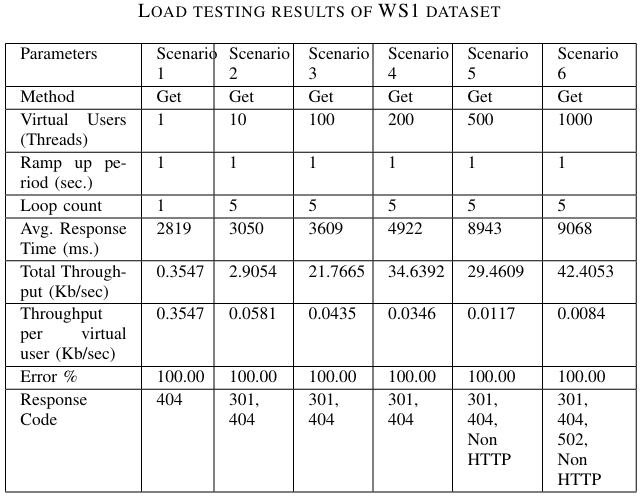 LOAD TESTING RESULTS OF WS1 DATASET
Parameters Scenario 1 Scenario 2 Scenario 3 Scenario 4 Scenario 5 Scenario 6
Method Get Get Get Get Get Get
Virtual Users (Threads) 1 10 100 200 500 1000
Ramp up pe-
riod (sec.) 1 1 1 1 1 1
Loop count 1 5 5 5 5 5
Avg. Response Time (ms.) 2819 3050 3609 4922 8943 9068
Total Through-
put (Kb/sec) 0.3547 2.9054 21.7665 34.6392 29.4609 42.4053
Throughput per virtual user (Kb/sec) 0.3547 0.0581 0.0435 0.0346 0.0117 0.0084
Error % 100.00 100.00 100.00 100.00 100.00 100.00
Response Code 404 301, 404 301, 404 301, 404 301, 404, Non HTTP 301, 404, 502, Non HTTP